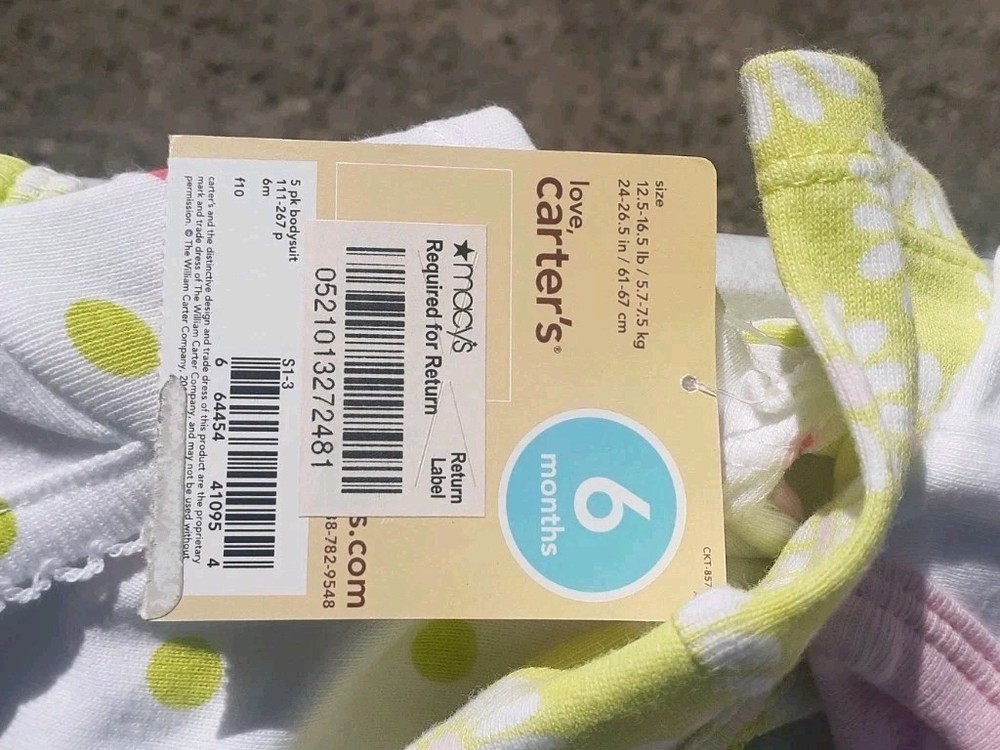 size
12.5-16.5 lb / 5.7-7.5 kg
24-26.5 in / 61-67 cm
love,
carter's®
6
months
CKT-857
★macy's
Required for Return
Return
Label
052101327248​1
s.com
8-782-9548
5 pk bodysuit
11-267 p
6m
f10
S1-3
6 64454 41095 4
carter's and the distinctive design and trade dress of this product are the proprietary
mark and trade dress of The William Carter Company, and may not be used without
permission. © The William Carter Company,